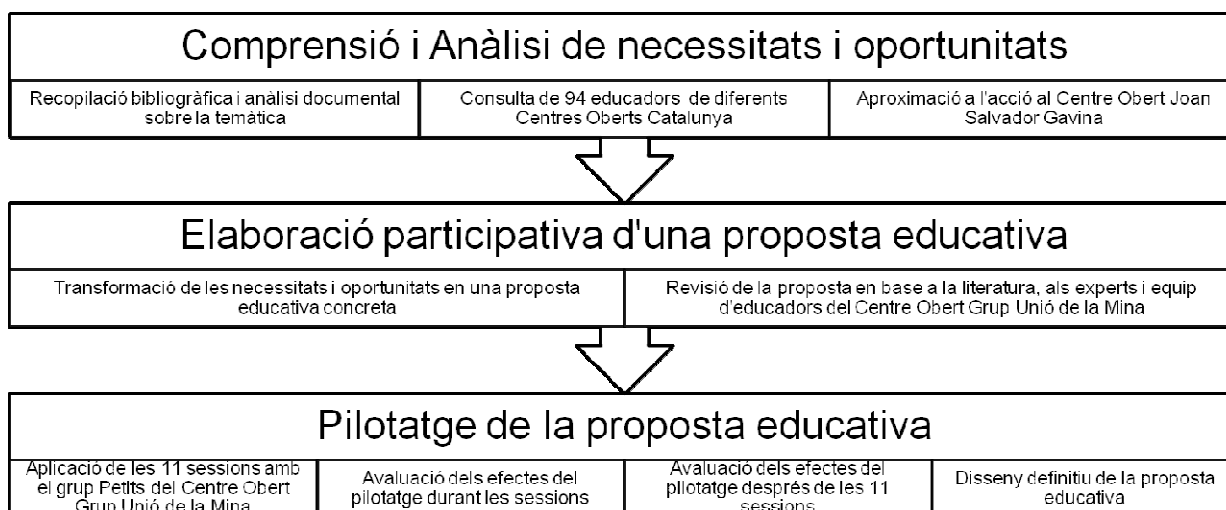 Comprensió i Anàlisi de necessitats i oportunitats
Recopilació bibliogràfica i anàlisi documental
sobre la temàtica
Consulta de 94 educadors de diferents
Centres Oberts Catalunya
Aproximació a l'acció al Centre Obert Joan
Salvador Gavina
Elaboració participativa d'una proposta educativa
Transformació de les necessitats i oportunitats en una proposta
educativa concreta
Revisió de la proposta en base a la literatura, als experts i equip
d'educadors del Centre Obert Grup Unió de la Mina
Pilotatge de la proposta educativa
Aplicació de les 11 sessions amb
el grup Petits del Centre Obert
Grup Unió de la Mina
Avaluació dels efectes del
pilotatge durant les sessions
Avaluació dels efectes del
pilotatge després de les 11
sessions
Disseny definitiu de la proposta
educativa